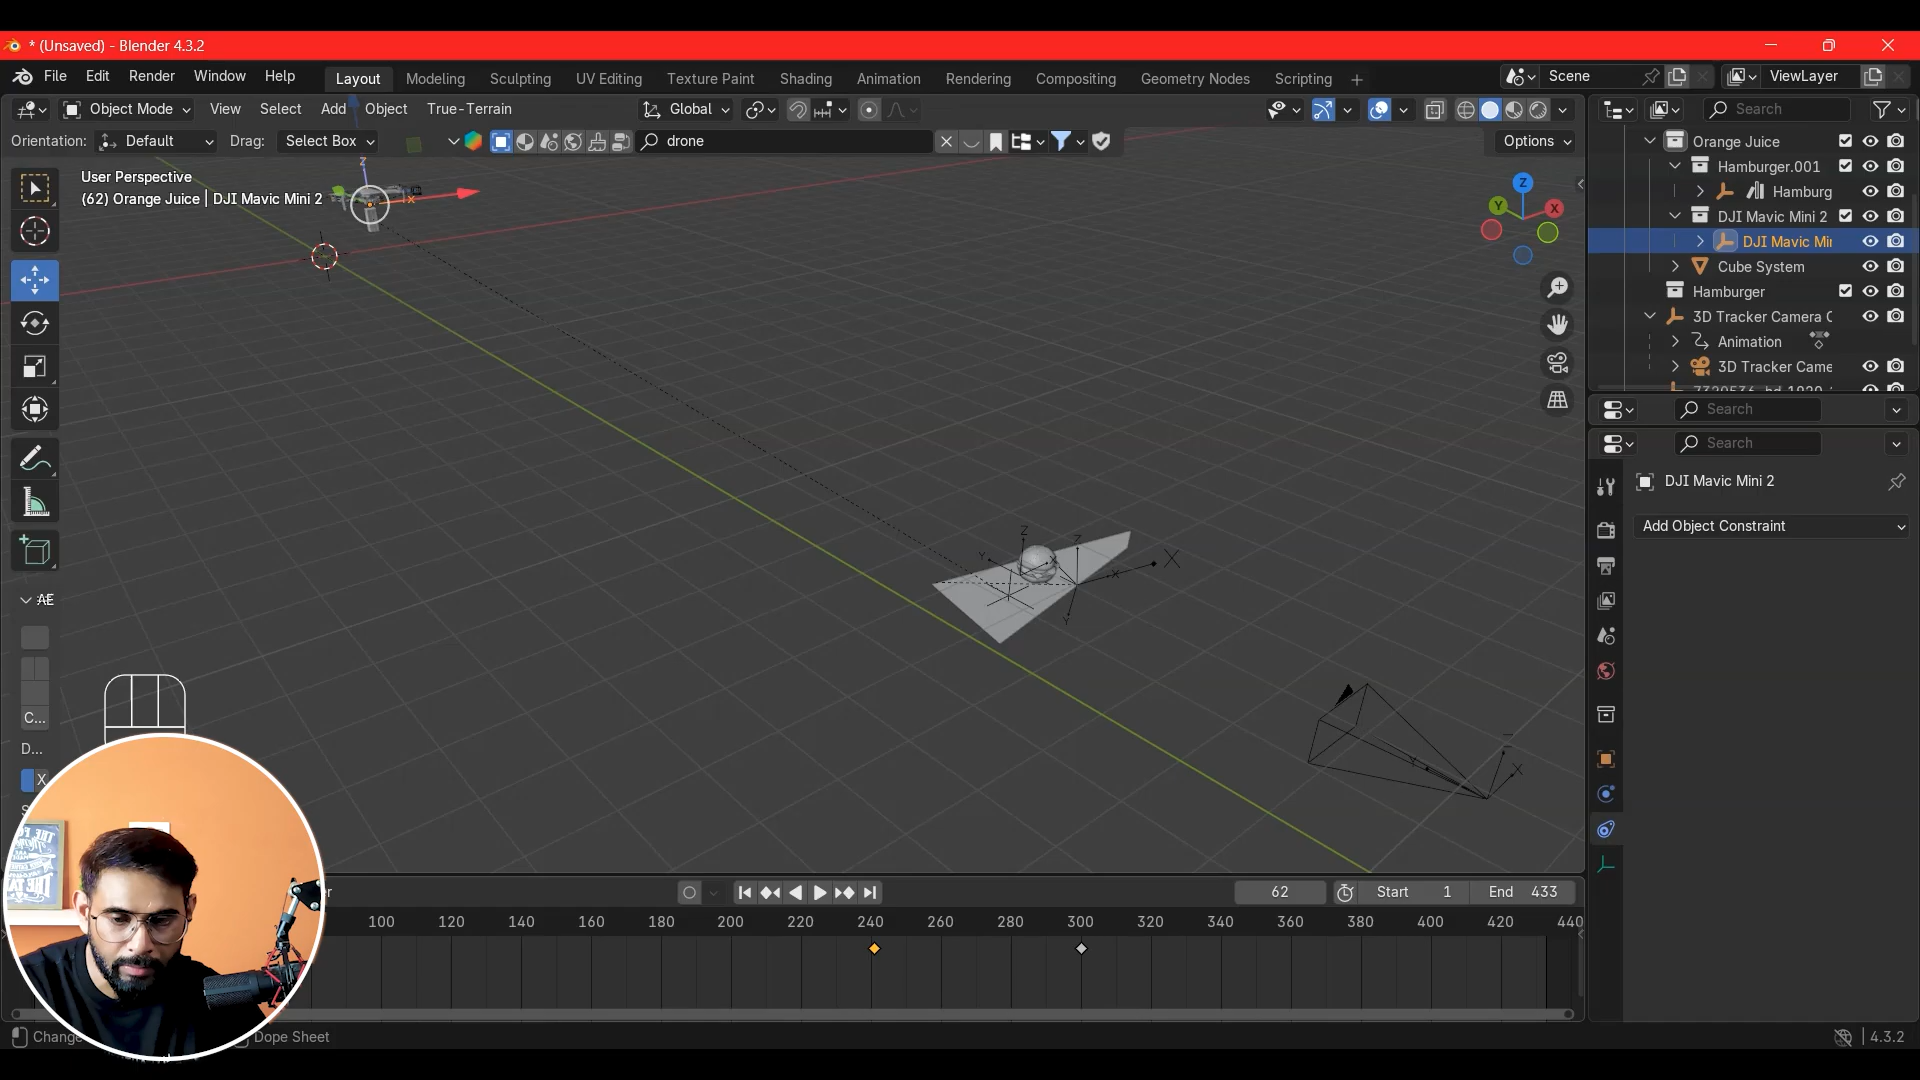 * (Unsaved) - Blender 4.3.2
File Edit Render Window Help
Layout Modeling Sculpting UV Editing Texture Paint Shading Animation Rendering Compositing Geometry Nodes Scripting +
Scene
ViewLayer
Object Mode View Select Add Object True-Terrain
Global
Search
Orientation: Default Drag: Select Box
drone
Options
User Perspective
(62) Orange Juice | DJI Mavic Mini 2
Orange Juice
Hamburger.001
Hamburg
DJI Mavic Mini 2
DJI Mavic Mi
Cube System
Hamburger
3D Tracker Camera C
Animation
3D Tracker Came
Search
Search
DJI Mavic Mini 2
Add Object Constraint
AE
C...
D...
X
62 Start 1 End 433
100 120 140 160 180 200 220 240 260 280 300 320 340 360 380 400 420 440
Change
Dope Sheet
4.3.2